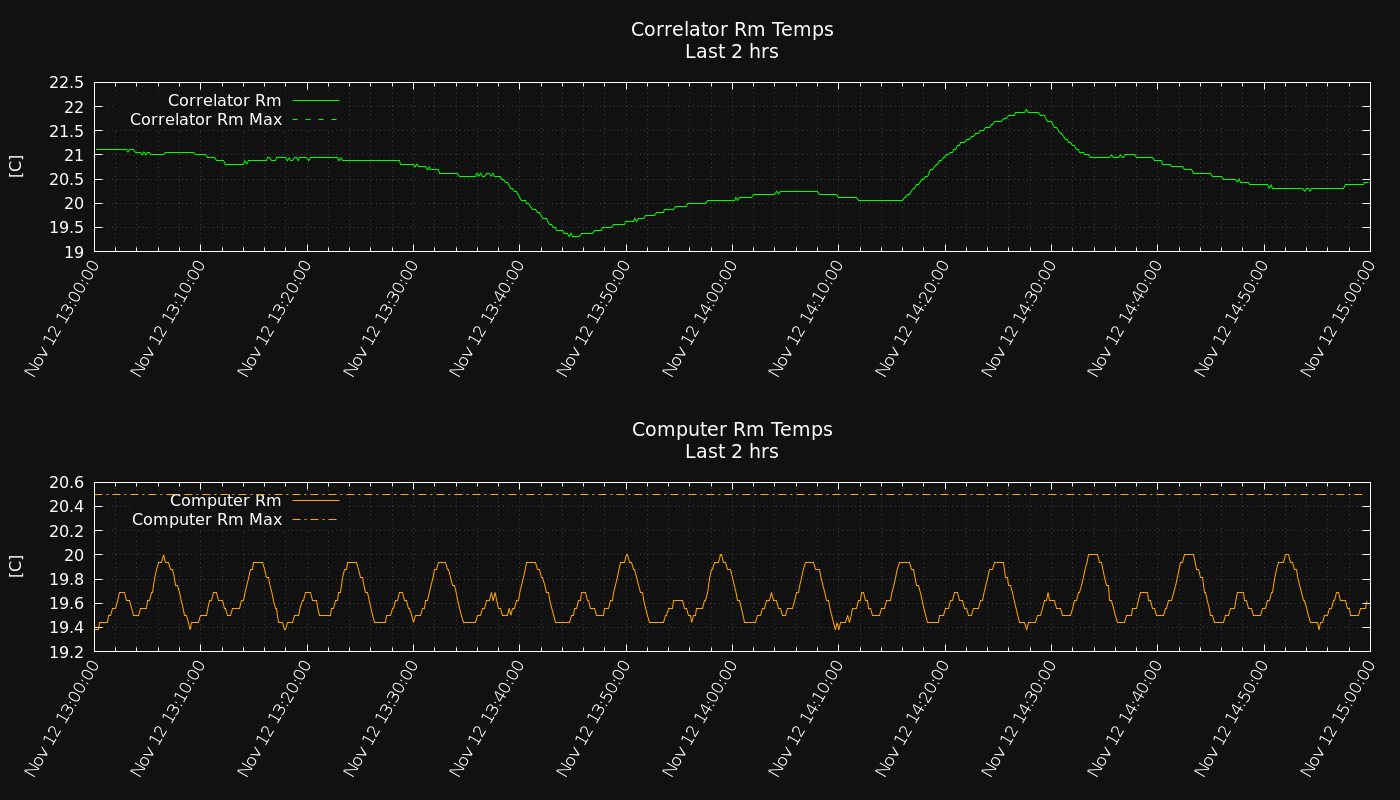 Correlator Rm Temps
Last 2 hrs
[C]
22.5
22
21.5
21
20.5
20
19.5
19
Correlator Rm
Correlator Rm Max
Nov 12 13:00:00
Nov 12 13:10:00
Nov 12 13:20:00
Nov 12 13:30:00
Nov 12 13:40:00
Nov 12 13:50:00
Nov 12 14:00:00
Nov 12 14:10:00
Nov 12 14:20:00
Nov 12 14:30:00
Nov 12 14:40:00
Nov 12 14:50:00
Nov 12 15:00:00
Computer Rm Temps
Last 2 hrs
[C]
20.6
20.4
20.2
20
19.8
19.6
19.4
19.2
Computer Rm
Computer Rm Max
Nov 12 13:00:00
Nov 12 13:10:00
Nov 12 13:20:00
Nov 12 13:30:00
Nov 12 13:40:00
Nov 12 13:50:00
Nov 12 14:00:00
Nov 12 14:10:00
Nov 12 14:20:00
Nov 12 14:30:00
Nov 12 14:40:00
Nov 12 14:50:00
Nov 12 15:00:00